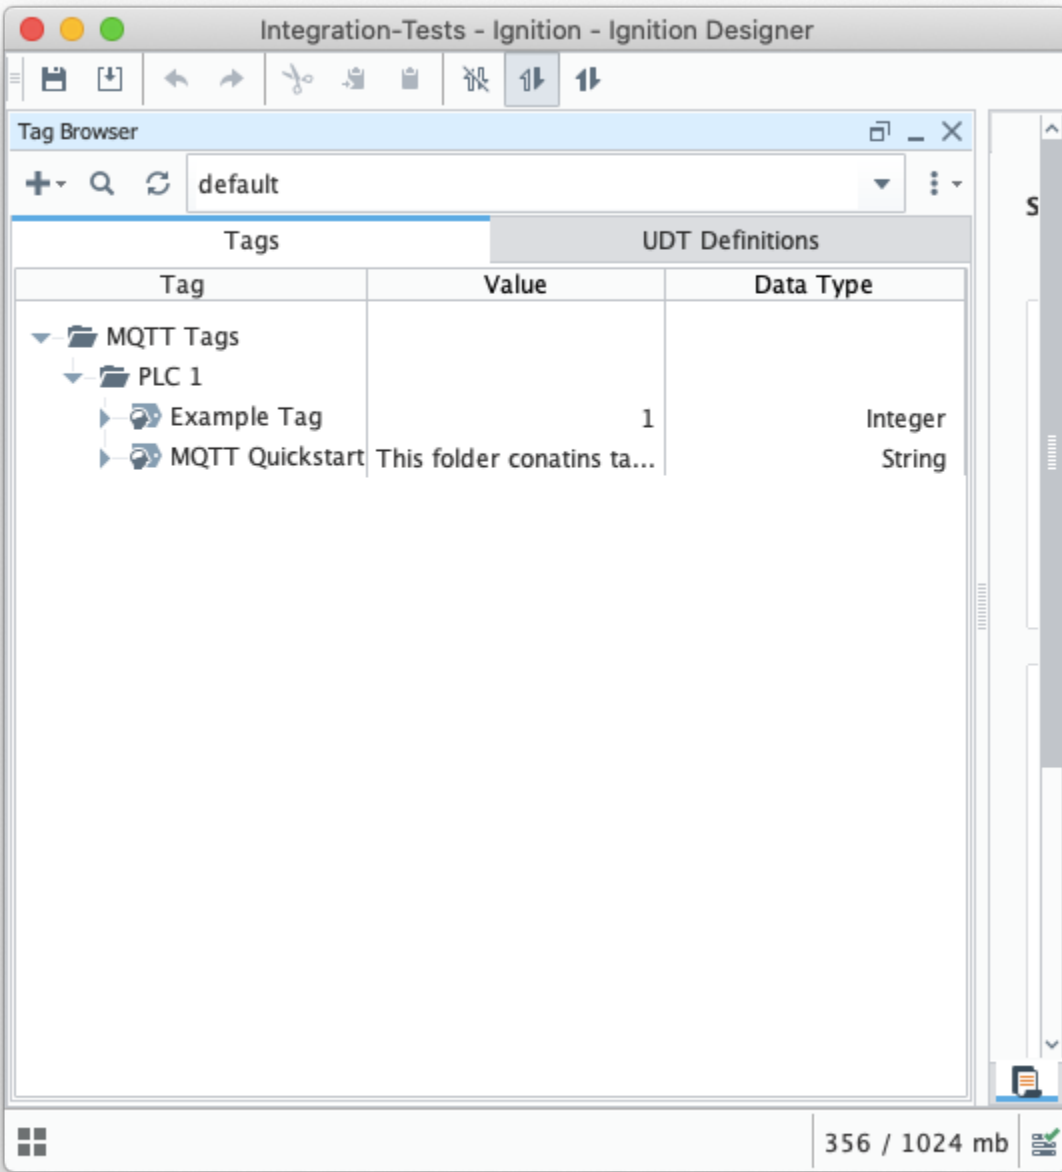 Integration-Tests - Ignition - Ignition Designer
Tag Browser
default
Tags UDT Definitions
Tag Value Data Type
MQTT Tags
PLC 1
Example Tag 1 Integer
MQTT Quickstart This folder conatins ta... String
S
356 / 1024 mb